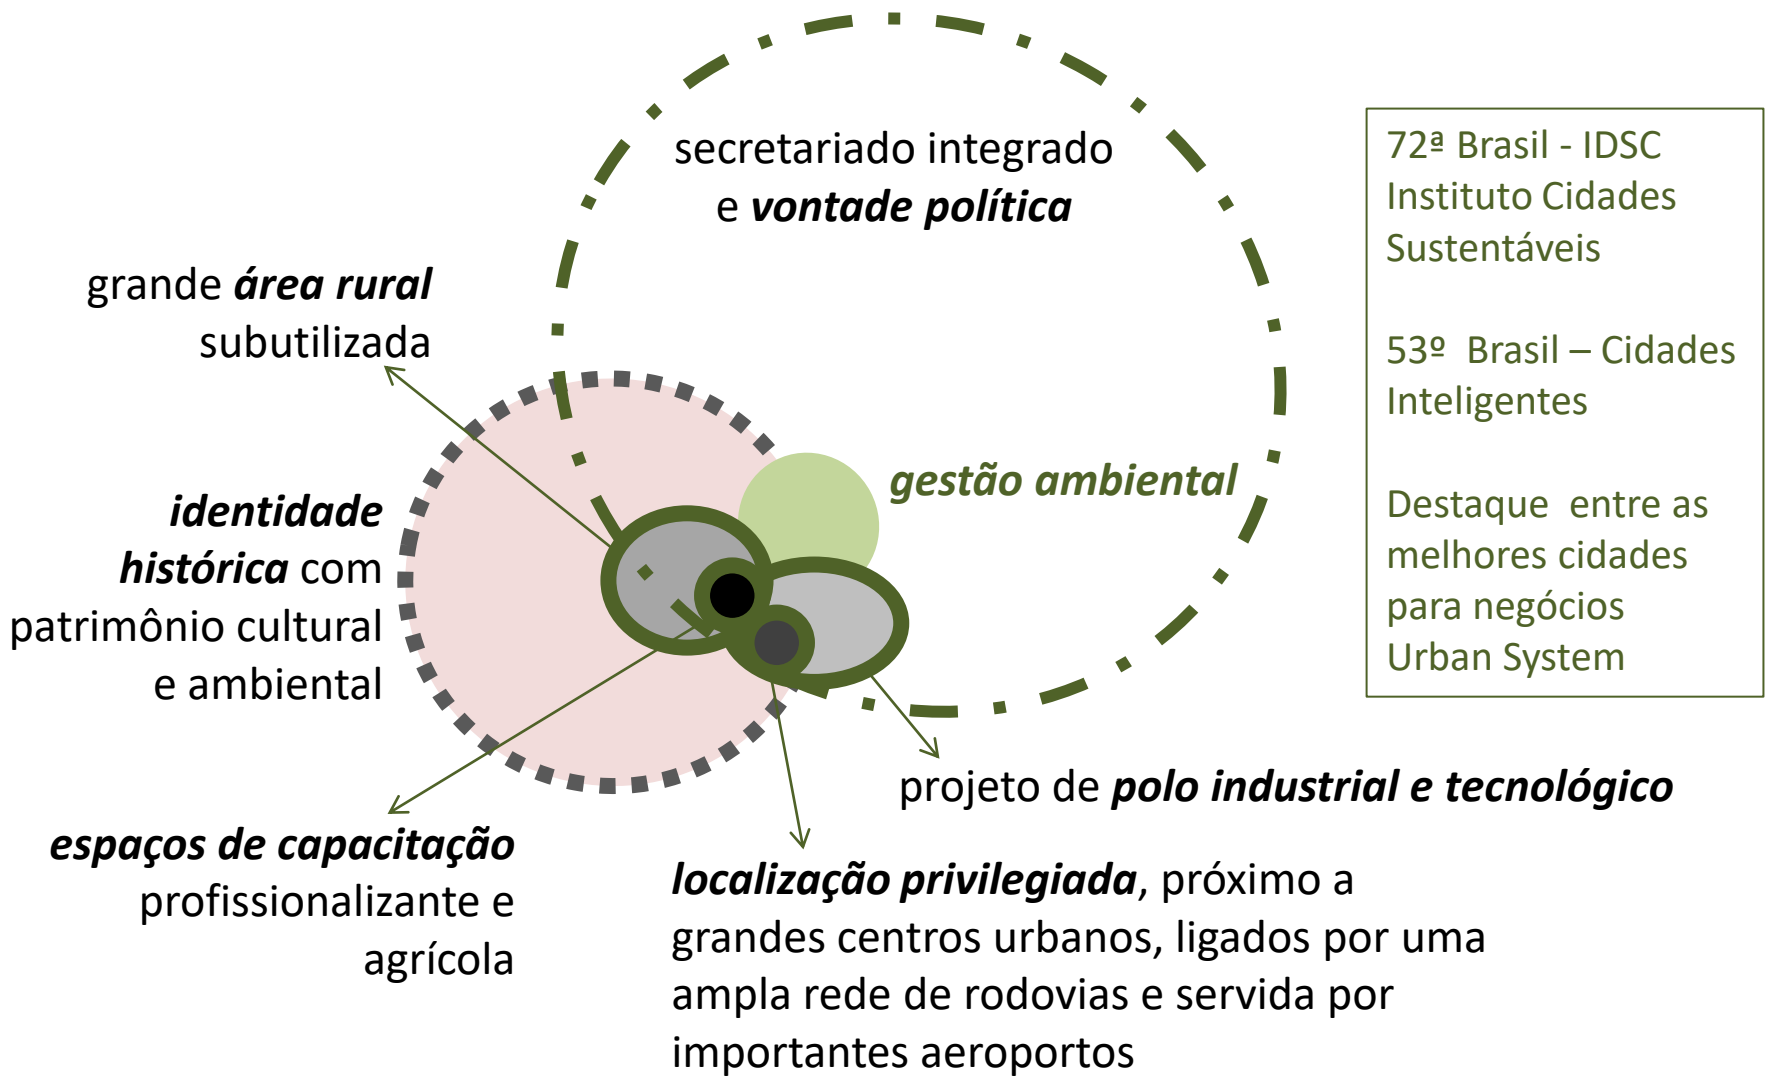 secretariado integrado
e vontade política
grande área rural
subutilizada
identidade
histórica com
patrimônio cultural
e ambiental
gestão ambiental
espaços de capacitação
profissionalizante e
agrícola
projeto de polo industrial e tecnológico
localização privilegiada, próximo a
grandes centros urbanos, ligados por uma
ampla rede de rodovias e servida por
importantes aeroportos
72ª Brasil - IDSC
Instituto Cidades
Sustentáveis
53º Brasil – Cidades
Inteligentes
Destaque entre as
melhores cidades
para negócios
Urban System